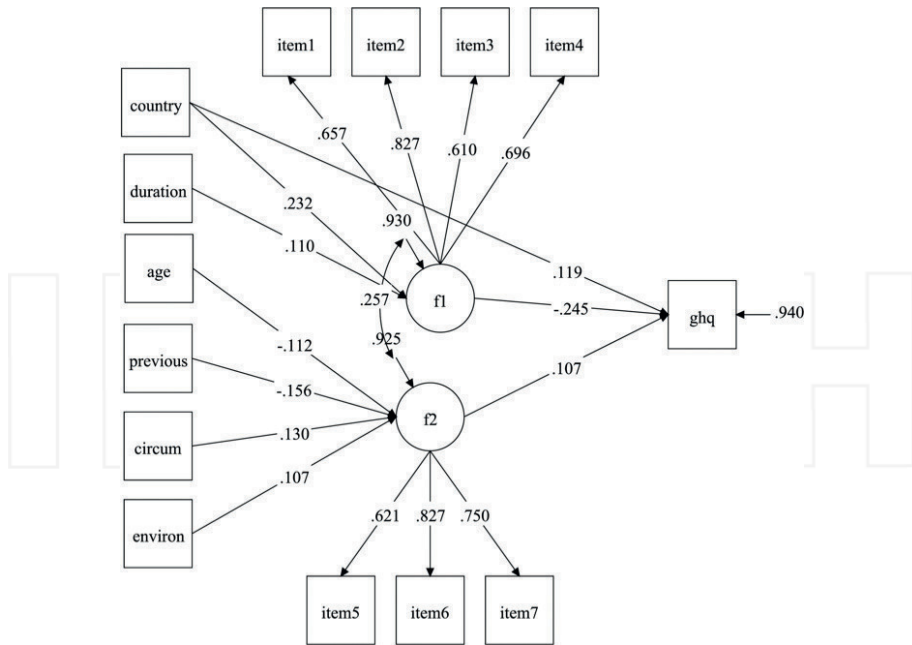 item1 item2 item3 item4
country
.657 .827 .610 .696
duration
.232
.930
.110
age
.119
f1
.257
-.245
ghq
.940
.925
-.112
previous
-.156
.107
f2
circum
.130
.107
environ
.621 .827 .750
item5 item6 item7